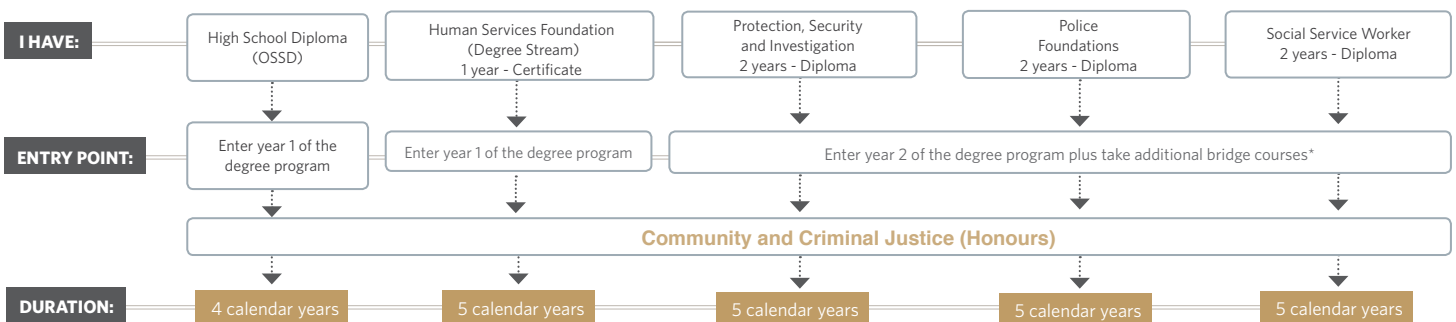 I HAVE:
High School Diploma
(OSSD)
Human Services Foundation
(Degree Stream)
1 year - Certificate
Protection, Security
and Investigation
2 years - Diploma
Police
Foundations
2 years - Diploma
Social Service Worker
2 years - Diploma
ENTRY POINT:
Enter year 1 of the
degree program
Enter year 1 of the degree program
Enter year 2 of the degree program plus take additional bridge courses*
Community and Criminal Justice (Honours)
DURATION:
4 calendar years
5 calendar years
5 calendar years
5 calendar years
5 calendar years